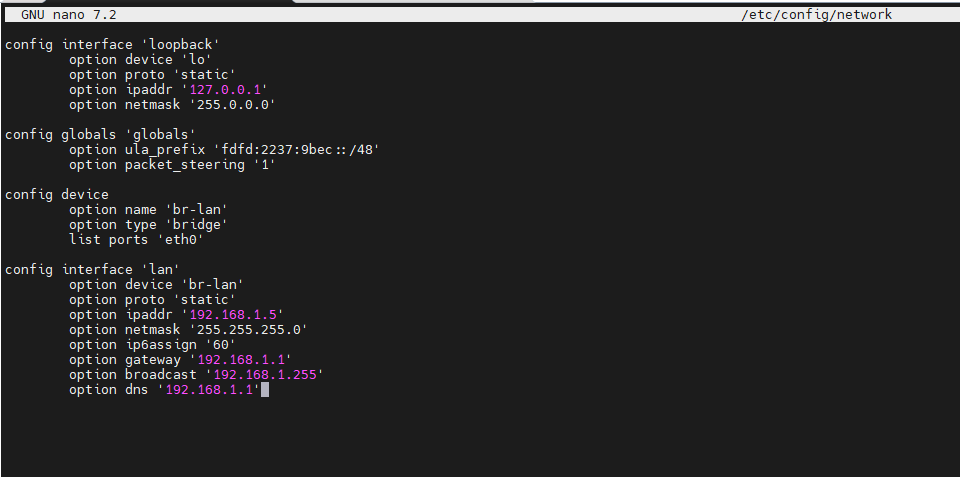 GNU nano 7.2 /etc/config/network
config interface 'loopback'
option device 'lo'
option proto 'static'
option ipaddr '127.0.0.1'
option netmask '255.0.0.0'
config globals 'globals'
option ula_prefix 'fdfd:2237:9bec::/48'
option packet_steering '1'
config device
option name 'br-lan'
option type 'bridge'
list ports 'eth0'
config interface 'lan'
option device 'br-lan'
option proto 'static'
option ipaddr '192.168.1.5'
option netmask '255.255.255.0'
option ip6assign '60'
option gateway '192.168.1.1'
option broadcast '192.168.1.255'
option dns '192.168.1.1'